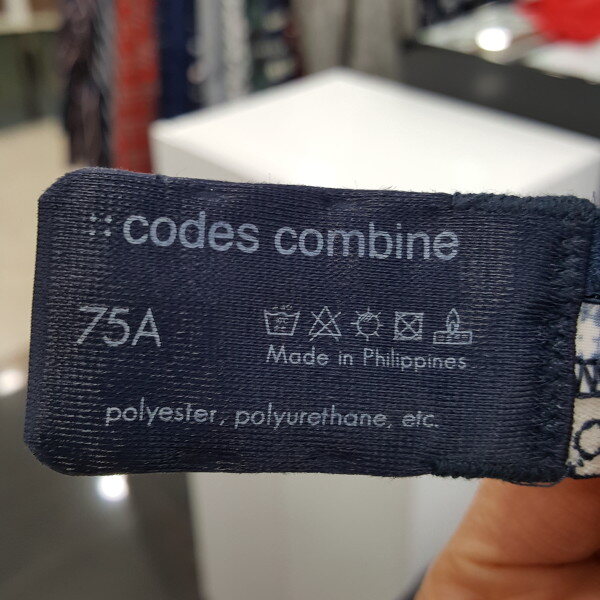 codes combine
75A
Made in Philippines
polyester, polyurethane, etc.